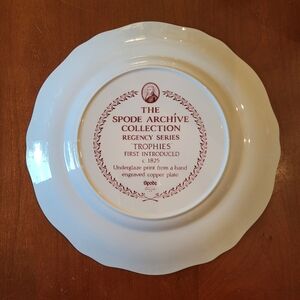 THE
SPODE ARCHIVE
COLLECTION
REGENCY SERIES
TROPHIES
FIRST INTRODUCED
c. 1825
Underglaze print from a hand
engraved copper plate
Spode